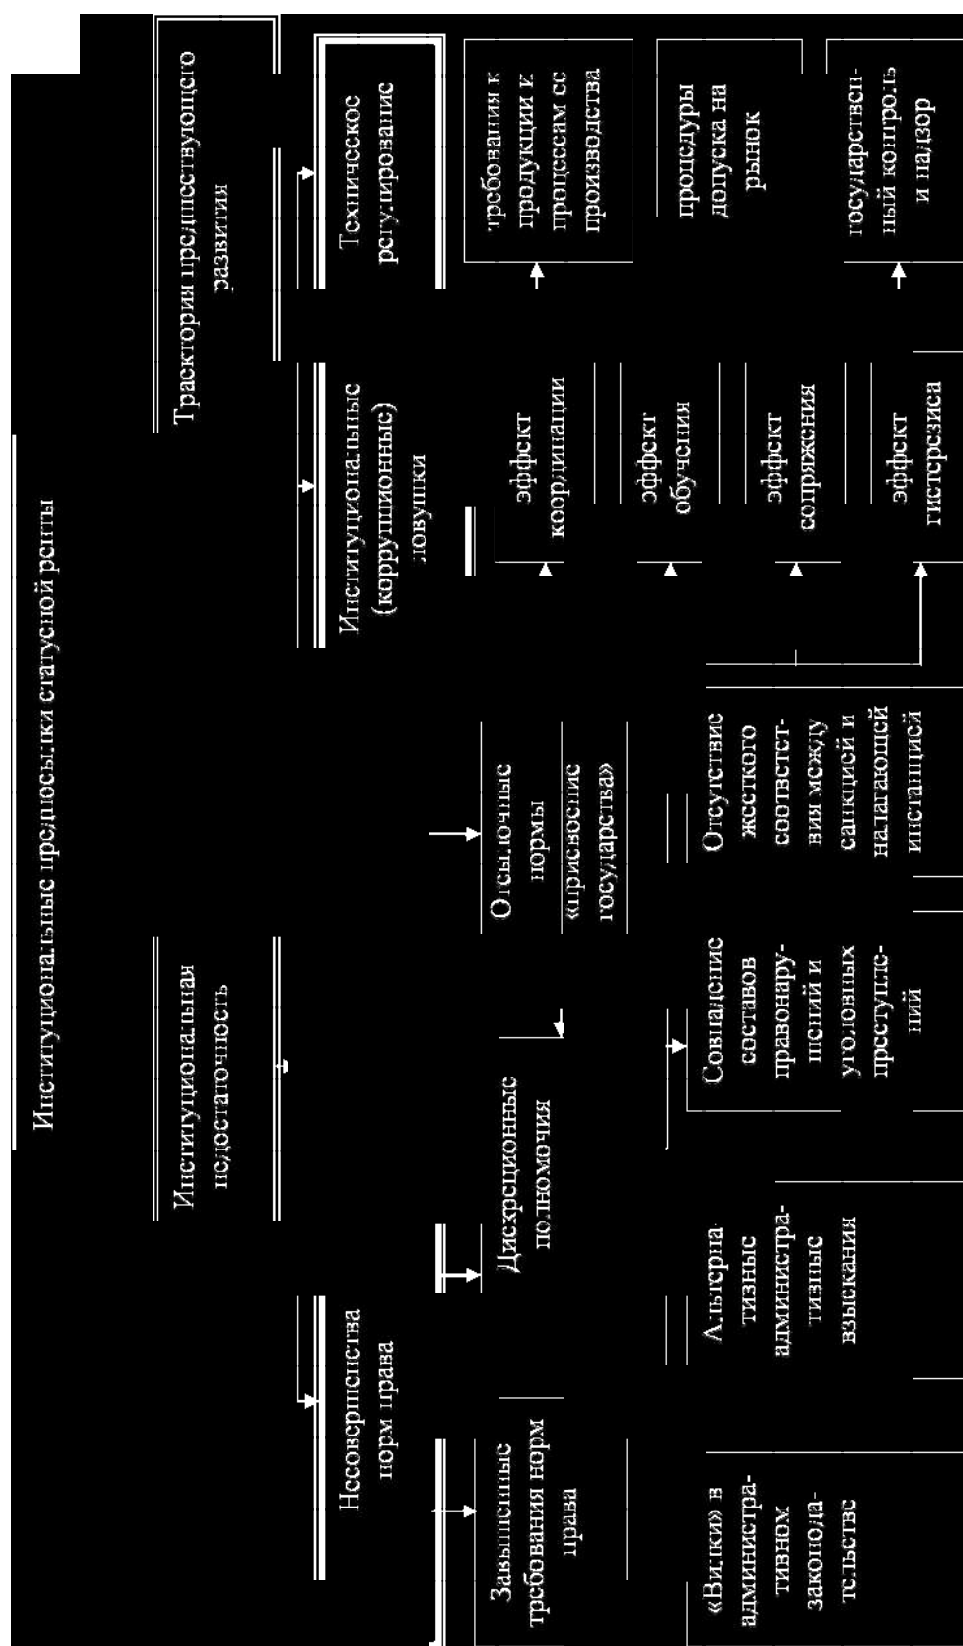 Институциональные предпосылки статусной ренты
Институциональная
недостаточность
Траектория предшествующего
развития
Несовершенства
норм права
Институциональные
(коррупционные)
ловушки
Техническое
регулирование
Завышенные
требования норм
права
Дискреционные
полномочия
Отсылочные
нормы
«присвоение
государства»
эффект
координации
эффект
обучения
эффект
сопряжения
эффект
гистерезиса
требования к
продукции и
процессам ее
производства
процедуры
допуска на
рынок
государствен-
ный контроль
и надзор
«Вилки» в
администра-
тивном
законода-
тельстве
Альтерна
тивные
администра-
тивные
взыскания
Совпадение
составов
правонару-
шений и
уголовных
преступле-
ний
Отсутствие
жесткого
соответст-
вия между
санкцией и
налагающей
инстанцией